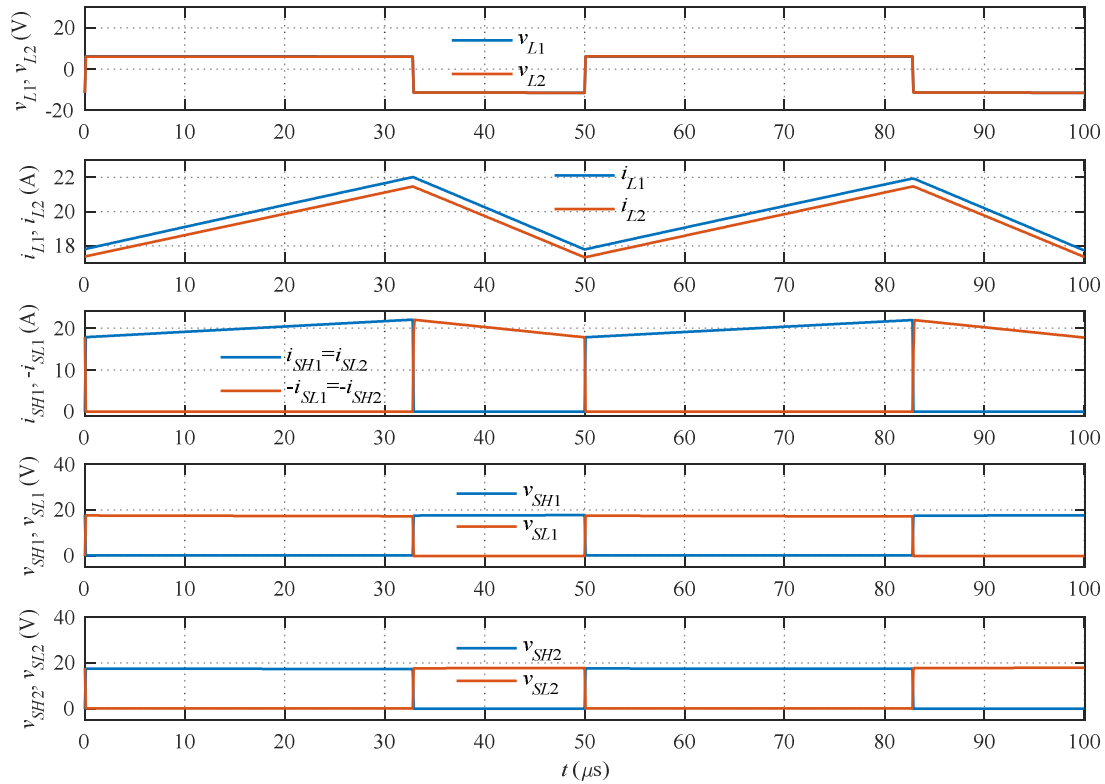 v_L1, v_L2 (V)
20
0
-20
v_L1
v_L2
0 10 20 30 40 50 60 70 80 90 100
i_L1, i_L2 (A)
22
20
18
i_L1
i_L2
0 10 20 30 40 50 60 70 80 90 100
i_SH1, -i_SL1 (A)
20
10
0
i_SH1=i_SL2
-i_SL1=-i_SH2
0 10 20 30 40 50 60 70 80 90 100
v_SH1, v_SL1 (V)
40
20
0
v_SH1
v_SL1
0 10 20 30 40 50 60 70 80 90 100
v_SH2, v_SL2 (V)
40
20
0
v_SH2
v_SL2
0 10 20 30 40 50 60 70 80 90 100
t (μs)